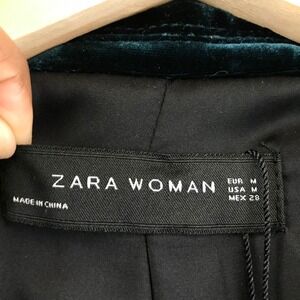 ZARA WOMAN
MADE IN CHINA
EUR M
USA M
MEX 28